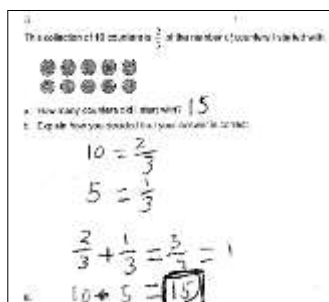 This collection of 10 counters is 2/3 of the number of counters I started with
a. How many counters did I start with? 15
b. Explain how you decided that your answer is correct
10 = 2/3
5 = 1/3
2/3 + 1/3 = 3/3 = 1
10 + 5 = 15